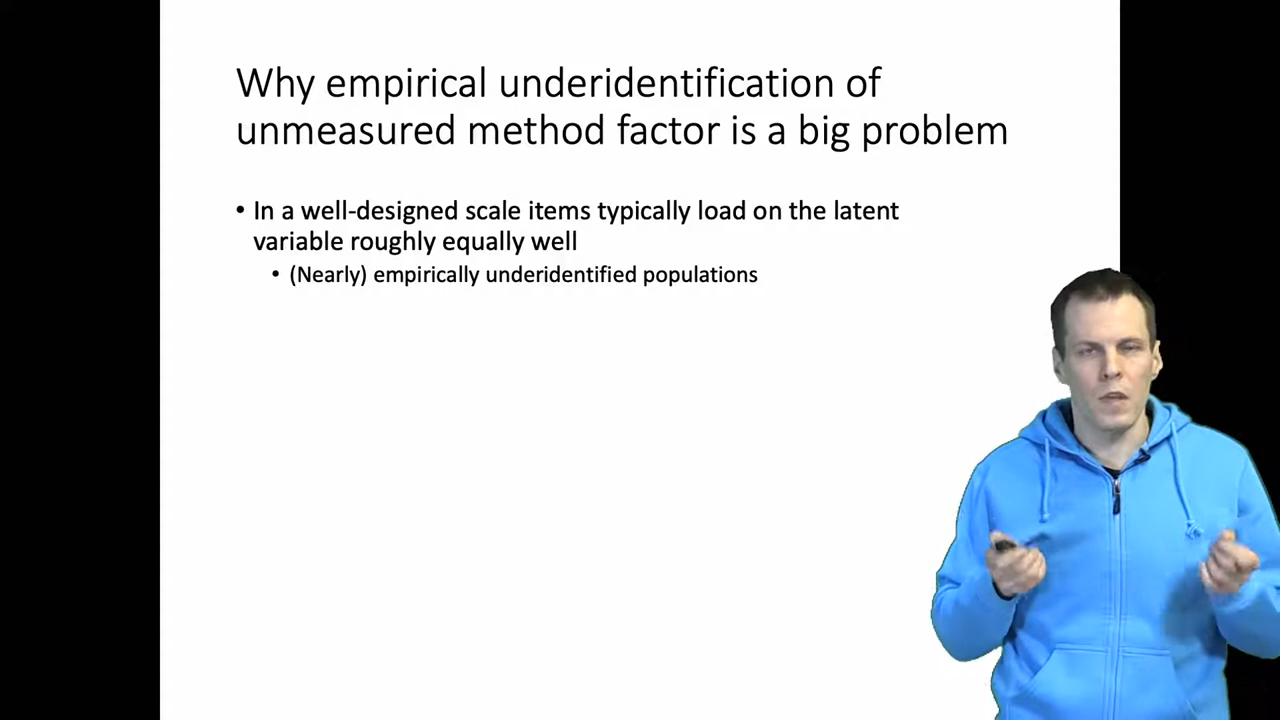 Why empirical underidentification of
unmeasured method factor is a big problem
• In a well-designed scale items typically load on the latent
variable roughly equally well
• (Nearly) empirically underidentified populations